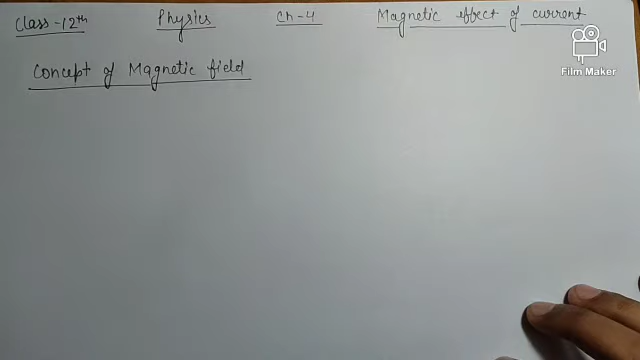 Class-12th Physics Ch-4 Magnetic effect of current
Film Maker
Concept of Magnetic field